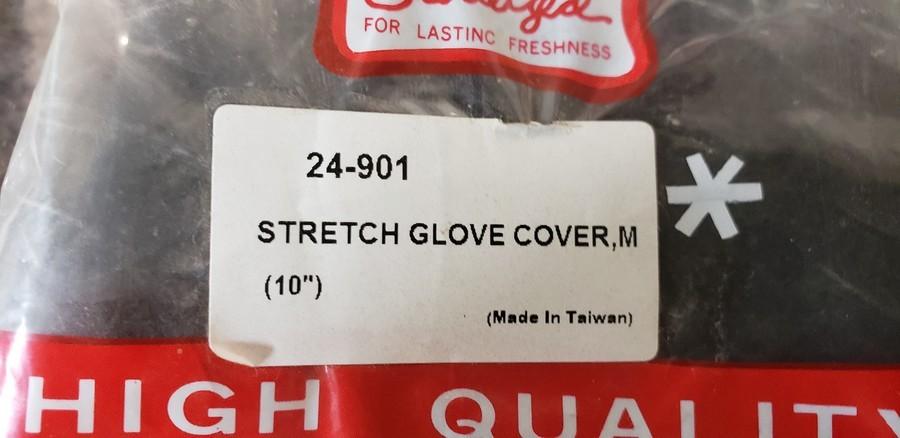 FOR LASTING FRESHNESS
24-901
STRETCH GLOVE COVER,M
(10")
(Made In Taiwan)
HIGH QUALITY